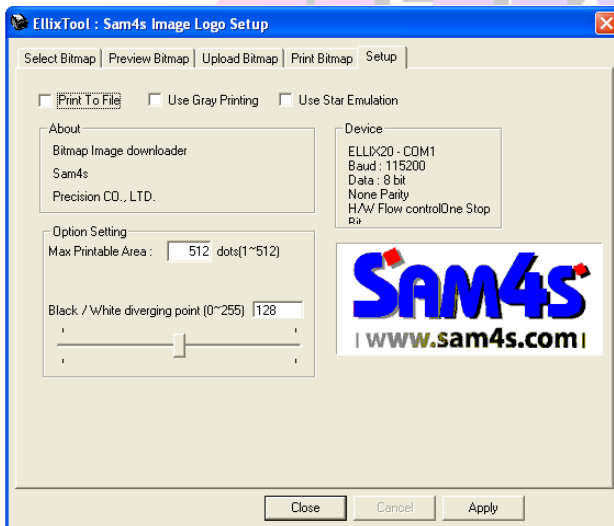 EllixTool : Sam4s Image Logo Setup
Select Bitmap Preview Bitmap Upload Bitmap Print Bitmap Setup
Print To File Use Gray Printing Use Star Emulation
About
Bitmap Image downloader
Sam4s
Precision CO., LTD.
Device
ELLIX20 - COM1
Baud : 115200
Data : 8 bit
None Parity
H/W Flow controlOne Stop
Bit
Option Setting
Max Printable Area : 512 dots(1~512)
Black / White diverging point (0~255) 128
SAM4S
www.sam4s.com
Close Cancel Apply